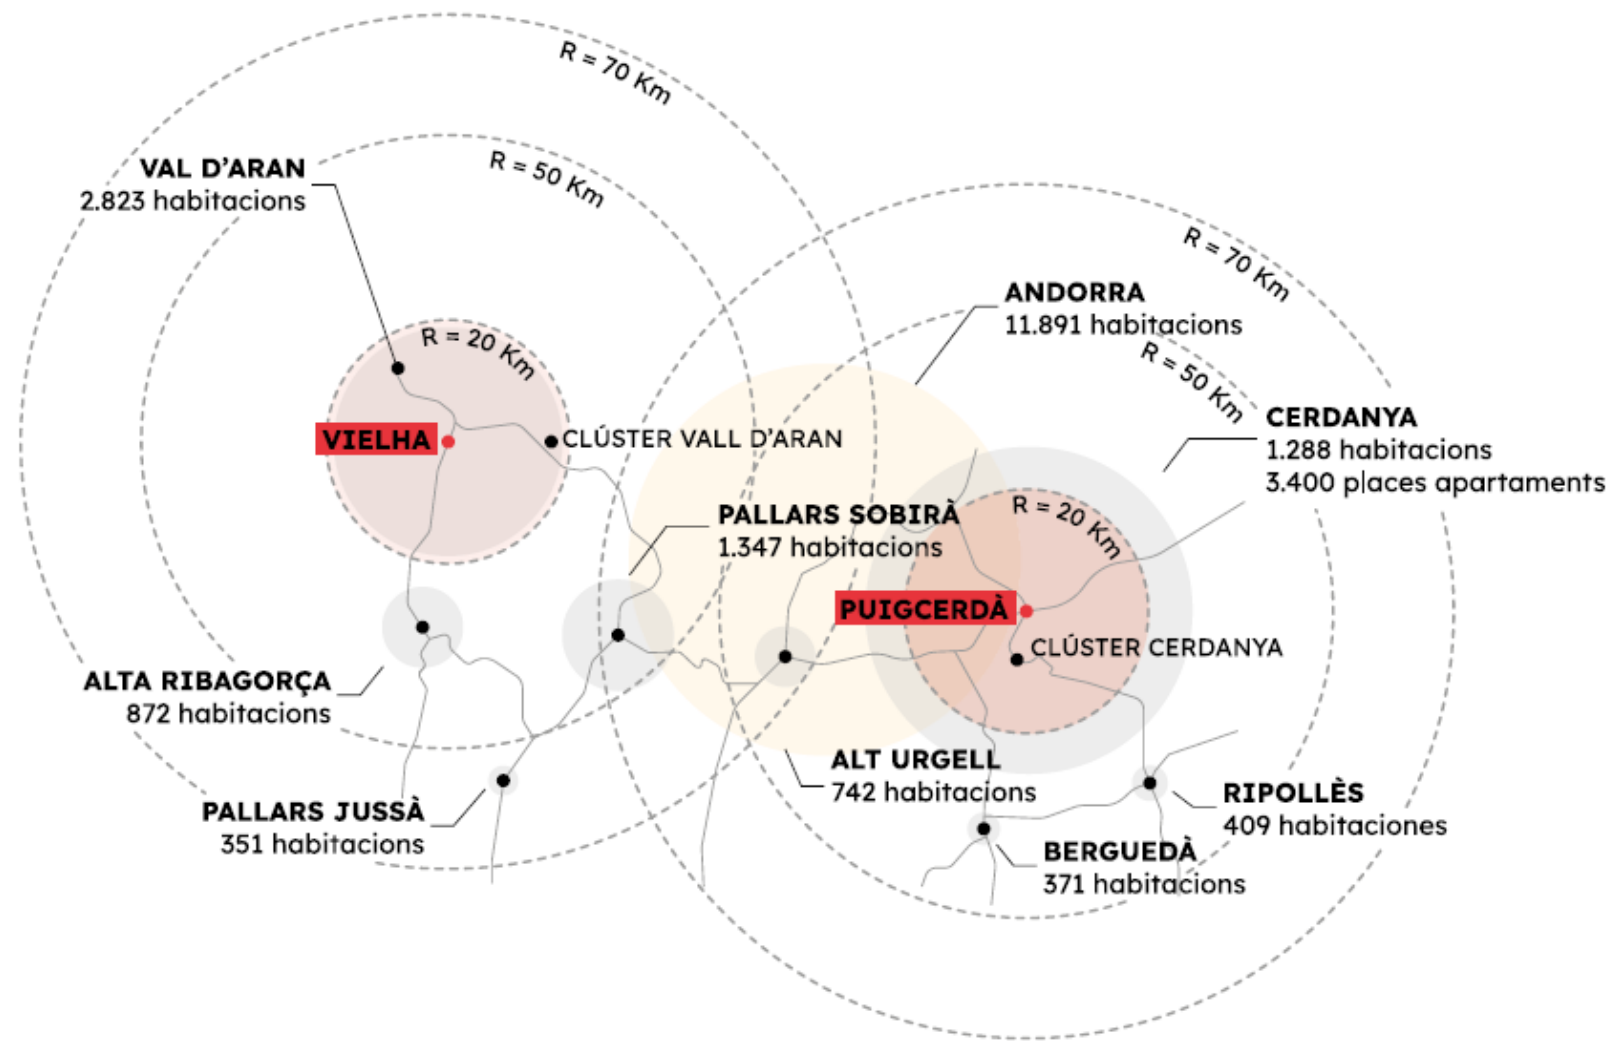 R = 70 Km
R = 50 Km
VAL D’ARAN
2.823 habitacions
R = 20 Km
VIELHA
CLÚSTER VALL D’ARAN
R = 70 Km
ANDORRA
11.891 habitacions
R = 50 Km
CERDANYA
1.288 habitacions
3.400 places apartaments
PALLARS SOBIRÀ
1.347 habitacions
R = 20 Km
PUIGCERDÀ
CLÚSTER CERDANYA
ALTA RIBAGORÇA
872 habitacions
ALT URGELL
742 habitacions
PALLARS JUSSÀ
351 habitacions
RIPOLLÈS
409 habitaciones
BERGUEDÀ
371 habitacions